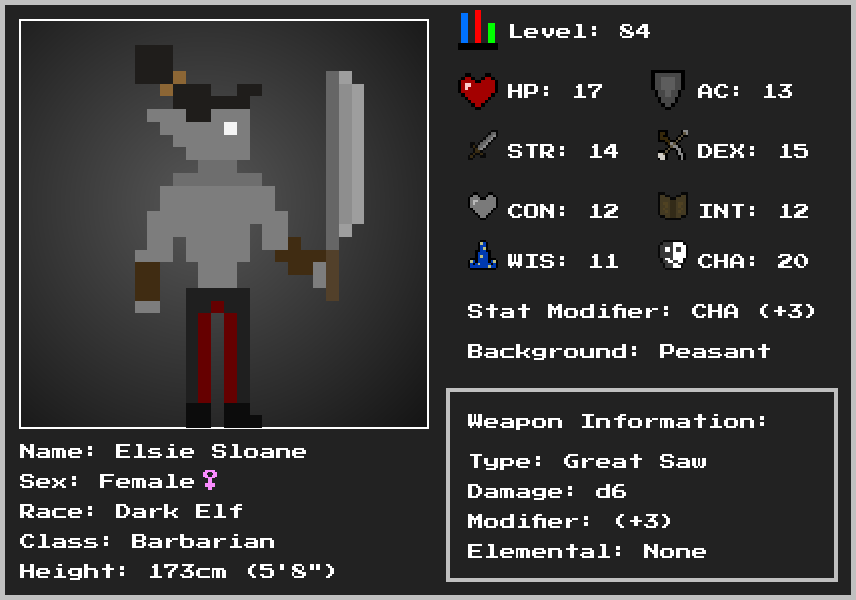 Level: 84
HP: 17
AC: 13
STR: 14
DEX: 15
CON: 12
INT: 12
WIS: 11
CHA: 20
Stat Modifier: CHA (+3)
Background: Peasant
Weapon Information:
Type: Great Saw
Damage: d6
Modifier: (+3)
Elemental: None
Name: Elsie Sloane
Sex: Female♀
Race: Dark Elf
Class: Barbarian
Height: 173cm (5'8")